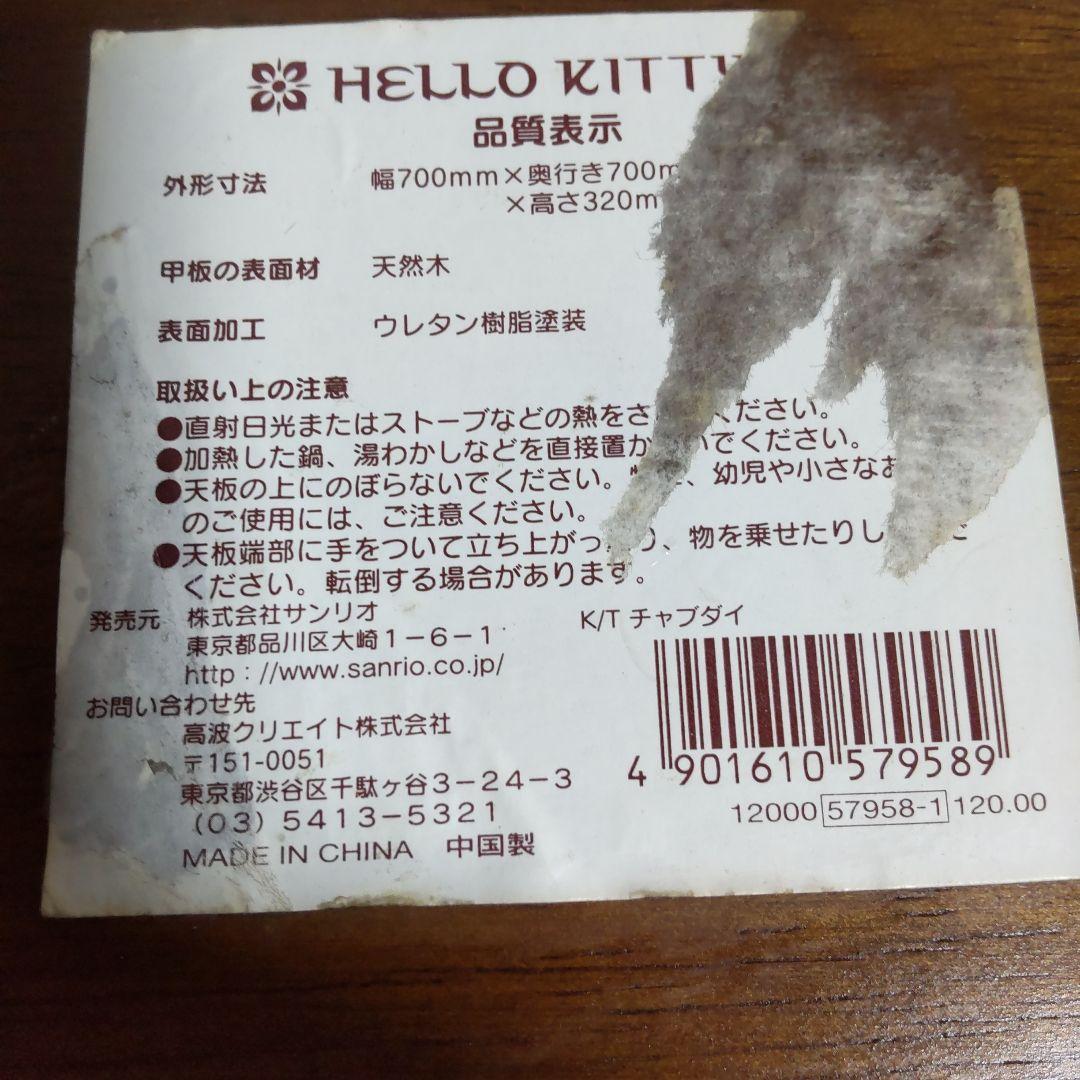 HELLO KITTY
品質表示
外形寸法 幅700mm×奥行き700m
×高さ320m
甲板の表面材 天然木
表面加工 ウレタン樹脂塗装
取扱い上の注意
●直射日光またはストーブなどの熱をさ ください。
●加熱した鍋、湯わかしなどを直接置か いでください。
●天板の上にのぼらないでください。 、幼児や小さなお
のご使用には、ご注意ください。
●天板端部に手をついて立ち上がっ り、物を乗せたりし
ください。転倒する場合があります。
発売元 株式会社サンリオ
東京都品川区大崎1-6-1
http://www.sanrio.co.jp/
K/T チャブダイ
お問い合わせ先
高波クリエイト株式会社
〒151-0051
東京都渋谷区千駄ヶ谷3-24-3
(03)5413-5321
MADE IN CHINA 中国製
4 901610 579589
12000 57958-1 120.00